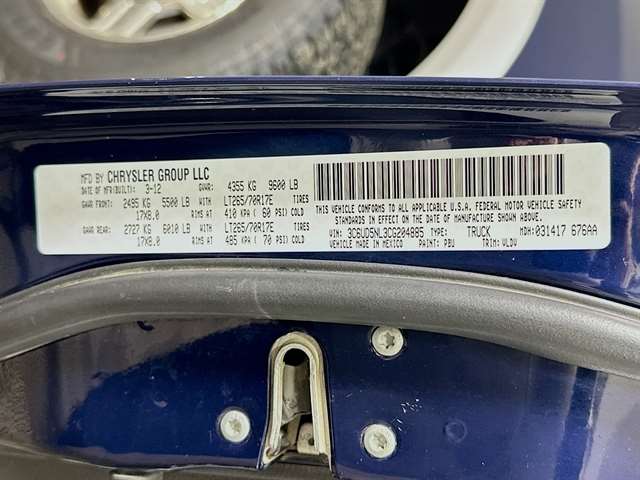 MFD BY CHRYSLER GROUP LLC
DATE OF MFR(BUILT): 3-12 GVWR: 4355 KG 9600 LB
GAWR FRONT: 2495 KG 5500 LB LT265/70R17E TIRES
17X8.0 RIMS AT 410 KPA ( 60 PSI) COLD
GAWR REAR: 2727 KG 6010 LB LT265/70R17E TIRES
17X8.0 RIMS AT 485 KPA ( 70 PSI) COLD
THIS VEHICLE CONFORMS TO ALL APPLICABLE U.S.A. FEDERAL MOTOR VEHICLE SAFETY
STANDARDS IN EFFECT ON THE DATE OF MANUFACTURE SHOWN ABOVE.
VIN: 3C6UD5NL3CG204885 TYPE: TRUCK MDH: 031417 676AA
VEHICLE MADE IN MEXICO PAINT: PBU TRIM: VLDV